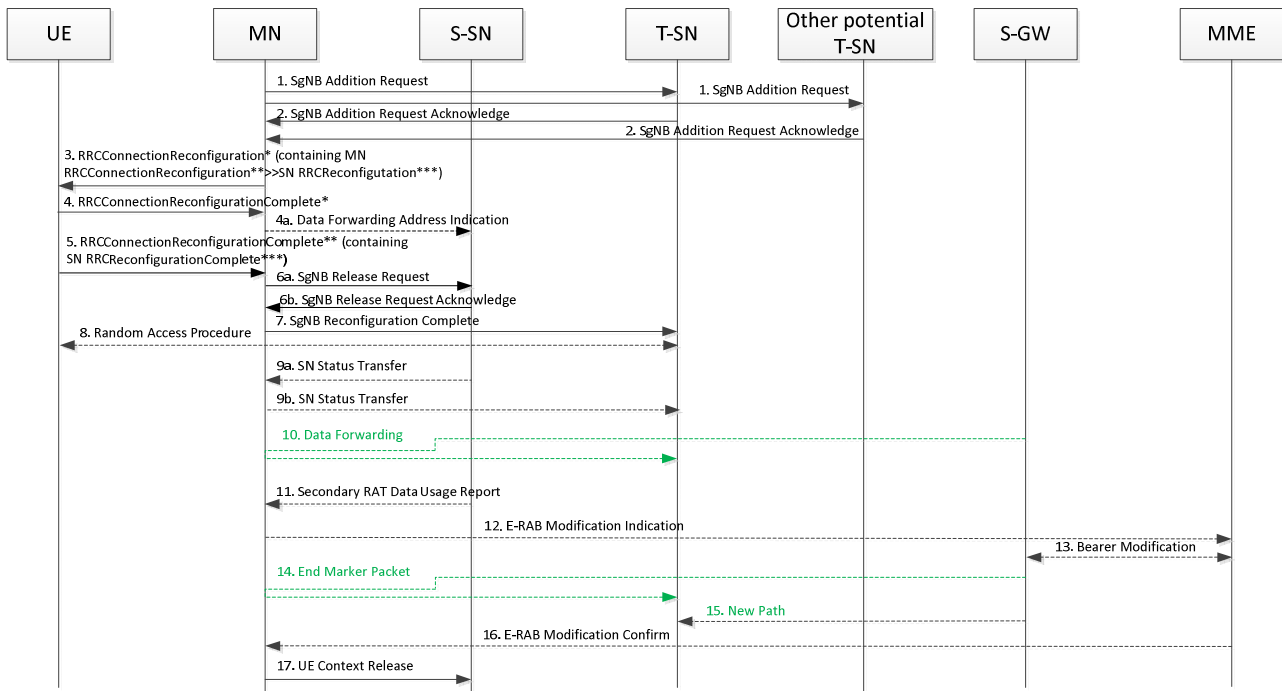 UE
MN
S-SN
T-SN
Other potential
T-SN
S-GW
MME
1. SgNB Addition Request
1. SgNB Addition Request
2. SgNB Addition Request Acknowledge
2. SgNB Addition Request Acknowledge
3. RRCConnectionReconfiguration* (containing MN
RRCConnectionReconfiguration**>>SN RRCReconfigutation***)
4. RRCConnectionReconfigurationComplete*
4a. Data Forwarding Address Indication
5. RRCConnectionReconfigurationComplete** (containing
SN RRCReconfigurationComplete***)
6a. SgNB Release Request
6b. SgNB Release Request Acknowledge
7. SgNB Reconfiguration Complete
8. Random Access Procedure
9a. SN Status Transfer
9b. SN Status Transfer
10. Data Forwarding
11. Secondary RAT Data Usage Report
12. E-RAB Modification Indication
13. Bearer Modification
14. End Marker Packet
15. New Path
16. E-RAB Modification Confirm
17. UE Context Release